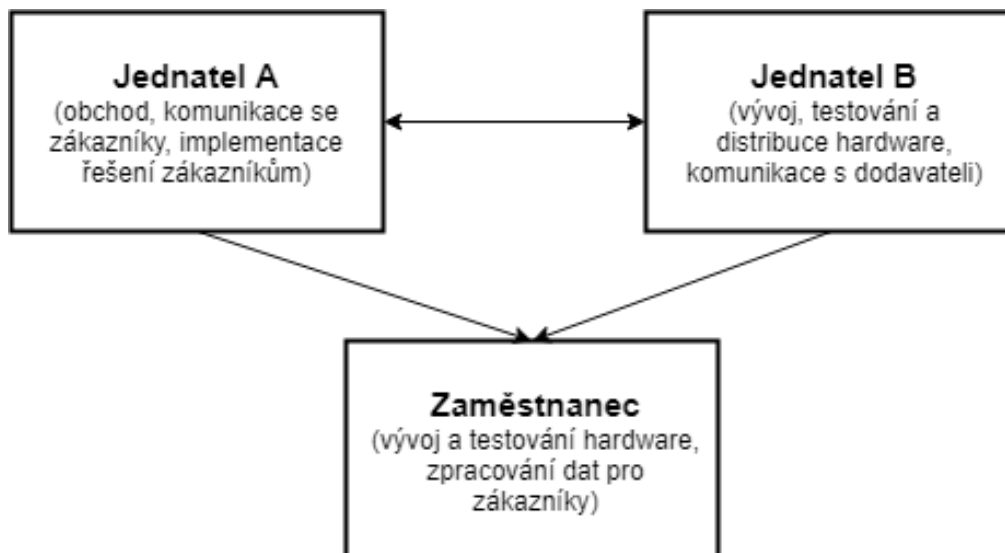 Jednatel A
(obchod, komunikace se
zákazníky, implementace
řešení zákazníkům)
Jednatel B
(vývoj, testování a
distribuce hardware,
komunikace s dodavateli)
Zaměstnanec
(vývoj a testování hardware,
zpracování dat pro
zákazníky)